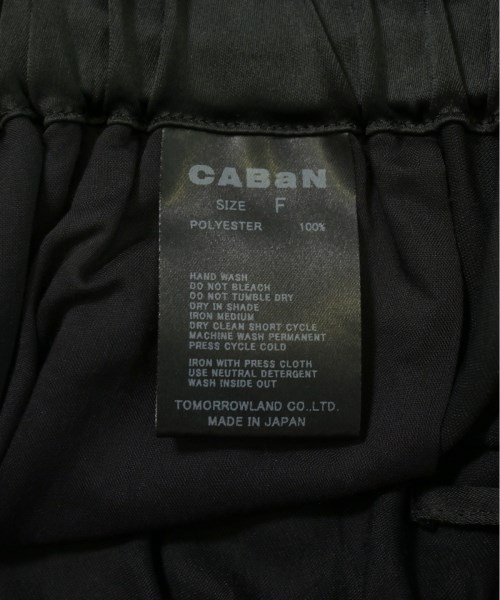 CABaN
SIZE F
POLYESTER 100%
HAND WASH
DO NOT BLEACH
DO NOT TUMBLE DRY
DRY IN SHADE
IRON MEDIUM
DRY CLEAN SHORT CYCLE
MACHINE WASH PERMANENT
PRESS CYCLE COLD
IRON WITH PRESS CLOTH
USE NEUTRAL DETERGENT
WASH INSIDE OUT
TOMORROWLAND CO.,LTD.
MADE IN JAPAN